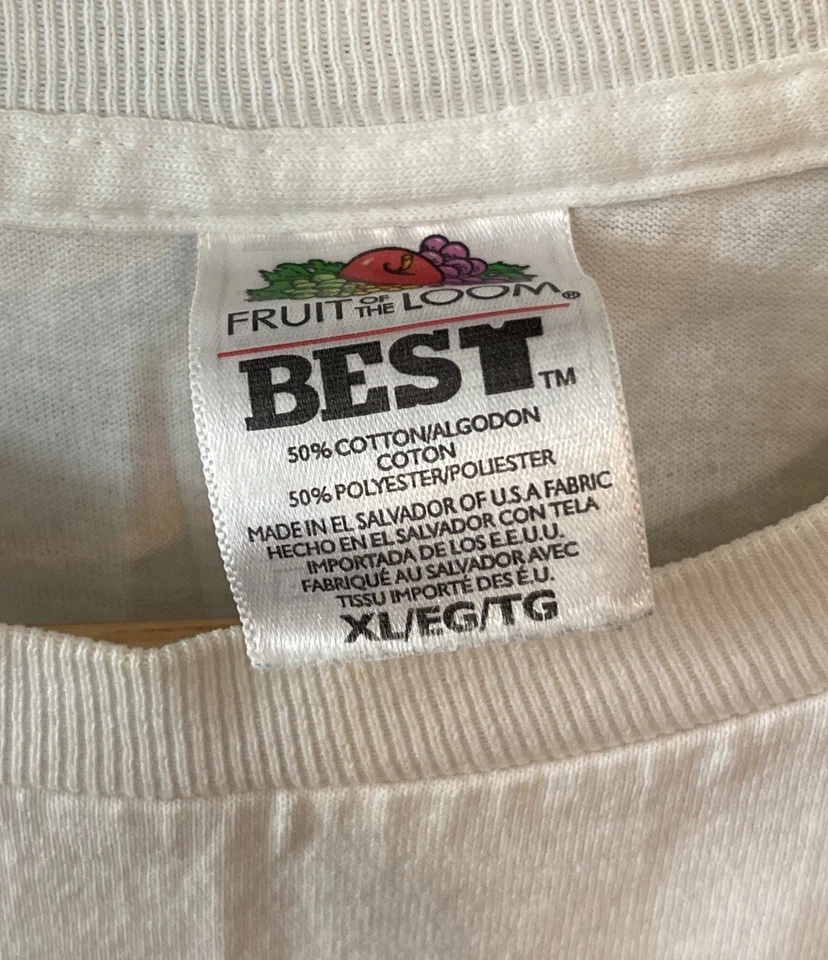 FRUIT OF THE LOOM®
BEST™
50% COTTON/ALGODON
COTON
50% POLYESTER/POLIESTER
MADE IN EL SALVADOR OF U.S.A FABRIC
HECHO EN EL SALVADOR CON TELA
IMPORTADA DE LOS E.E.U.U.
FABRIQUÉ AU SALVADOR AVEC
TISSU IMPORTÉ DES É.U.
XL/EG/TG